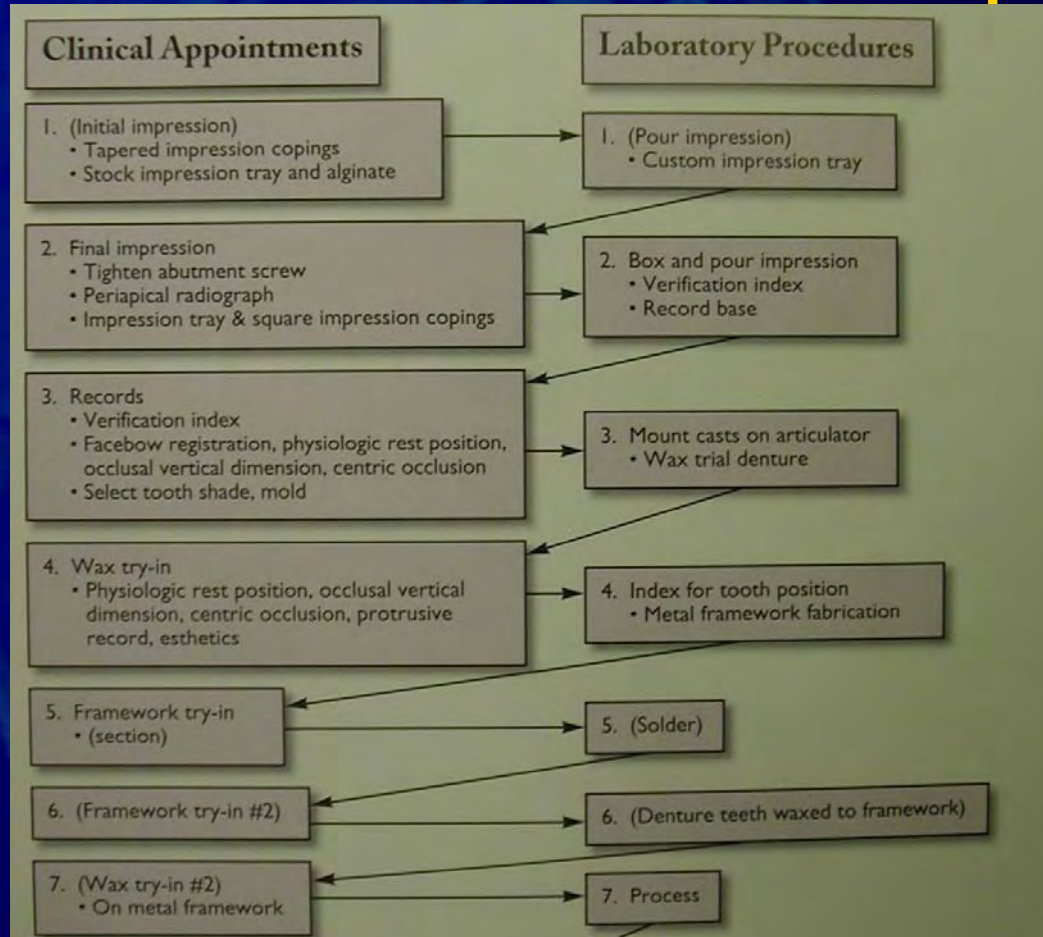 Clinical Appointments
Laboratory Procedures
1. (Initial impression)
• Tapered impression copings
• Stock impression tray and alginate
1. (Pour impression)
• Custom impression tray
2. Final impression
• Tighten abutment screw
• Periapical radiograph
• Impression tray & square impression copings
2. Box and pour impression
• Verification index
• Record base
3. Records
• Verification index
• Facebow registration, physiologic rest position,
occlusal vertical dimension, centric occlusion
• Select tooth shade, mold
3. Mount casts on articulator
• Wax trial denture
4. Wax try-in
• Physiologic rest position, occlusal vertical
dimension, centric occlusion, protrusive
record, esthetics
4. Index for tooth position
• Metal framework fabrication
5. Framework try-in
• (section)
5. (Solder)
6. (Framework try-in #2)
6. (Denture teeth waxed to framework)
7. (Wax try-in #2)
• On metal framework
7. Process